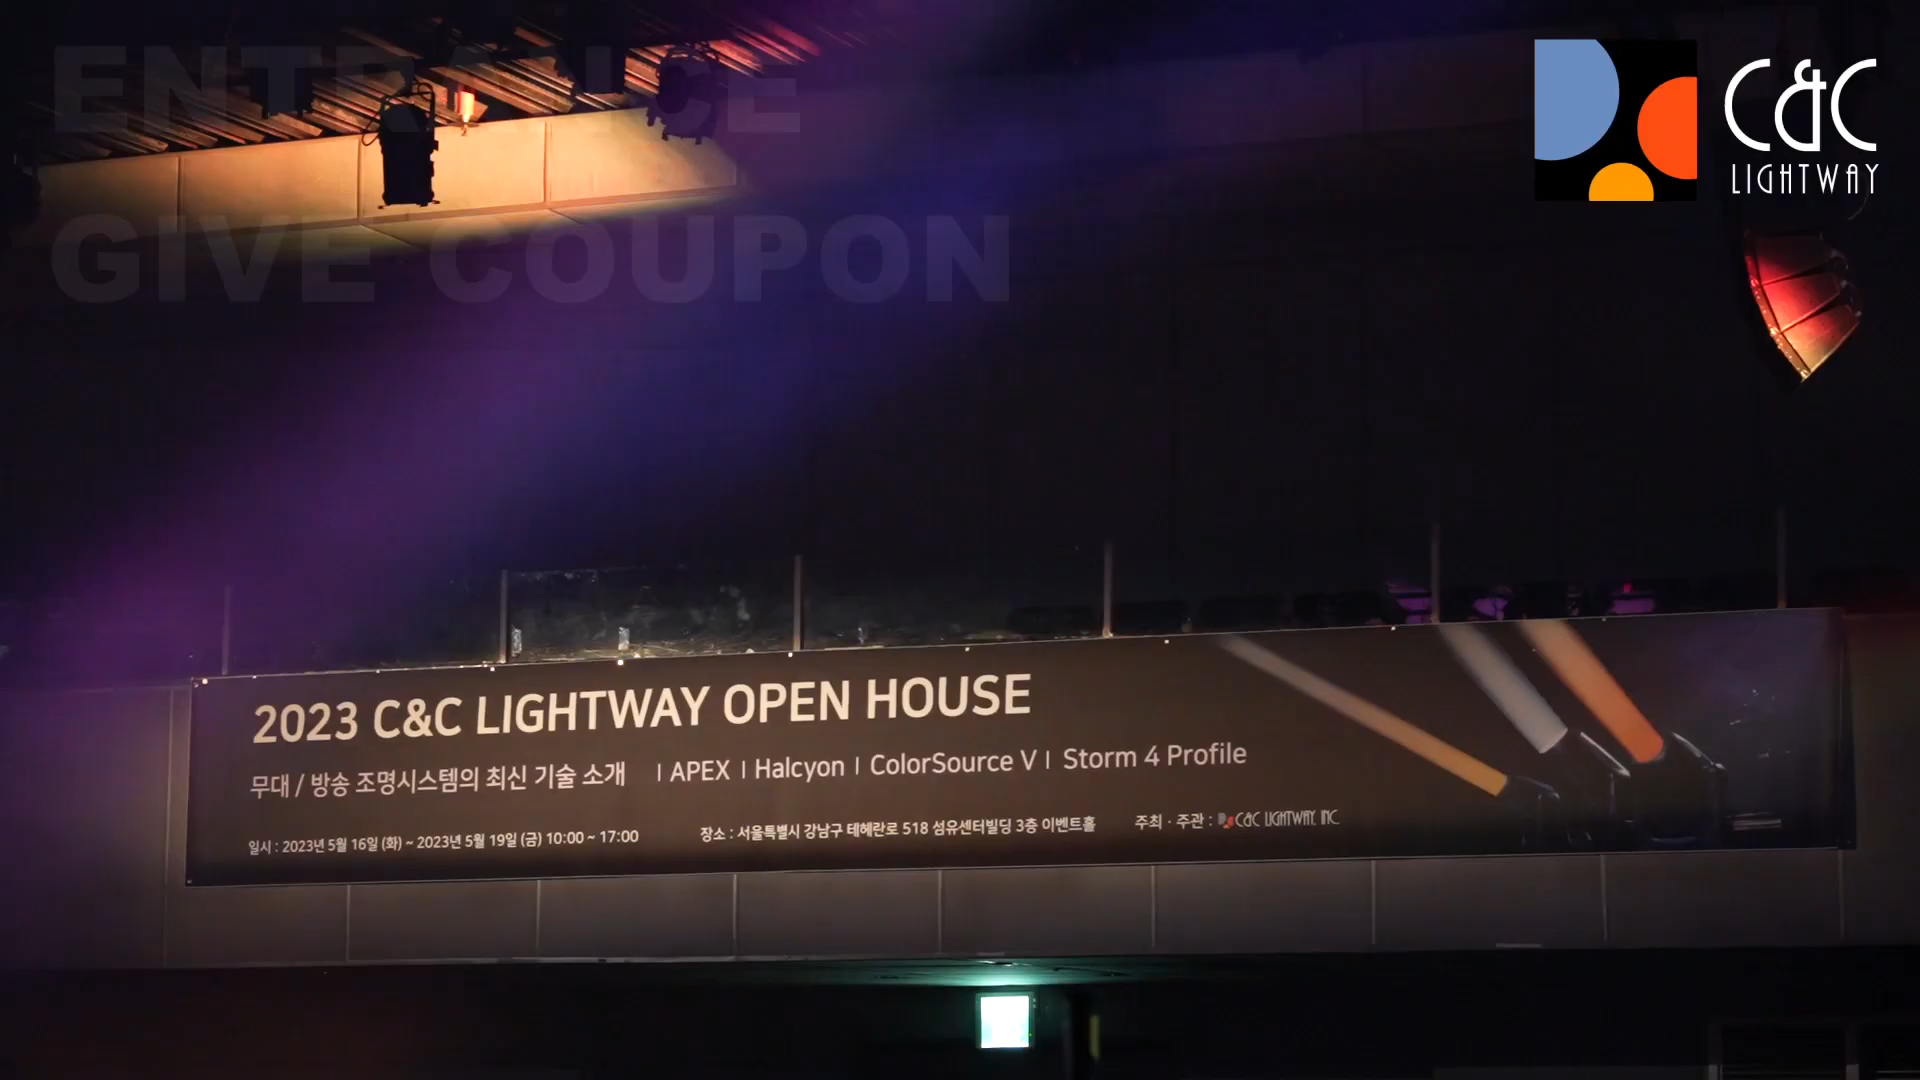 ENTRANCE
GIVE COUPON
C&C
LIGHTWAY
2023 C&C LIGHTWAY OPEN HOUSE
무대 / 방송 조명시스템의 최신 기술 소개 | APEX | Halcyon | ColorSource V | Storm 4 Profile
일시 : 2023년 5월 16일 (화) ~ 2023년 5월 19일 (금) 10:00 ~ 17:00 장소 : 서울특별시 강남구 테헤란로 518 섬유센터빌딩 3층 이벤트홀 주최 · 주관 : C&C LIGHTWAY, INC.